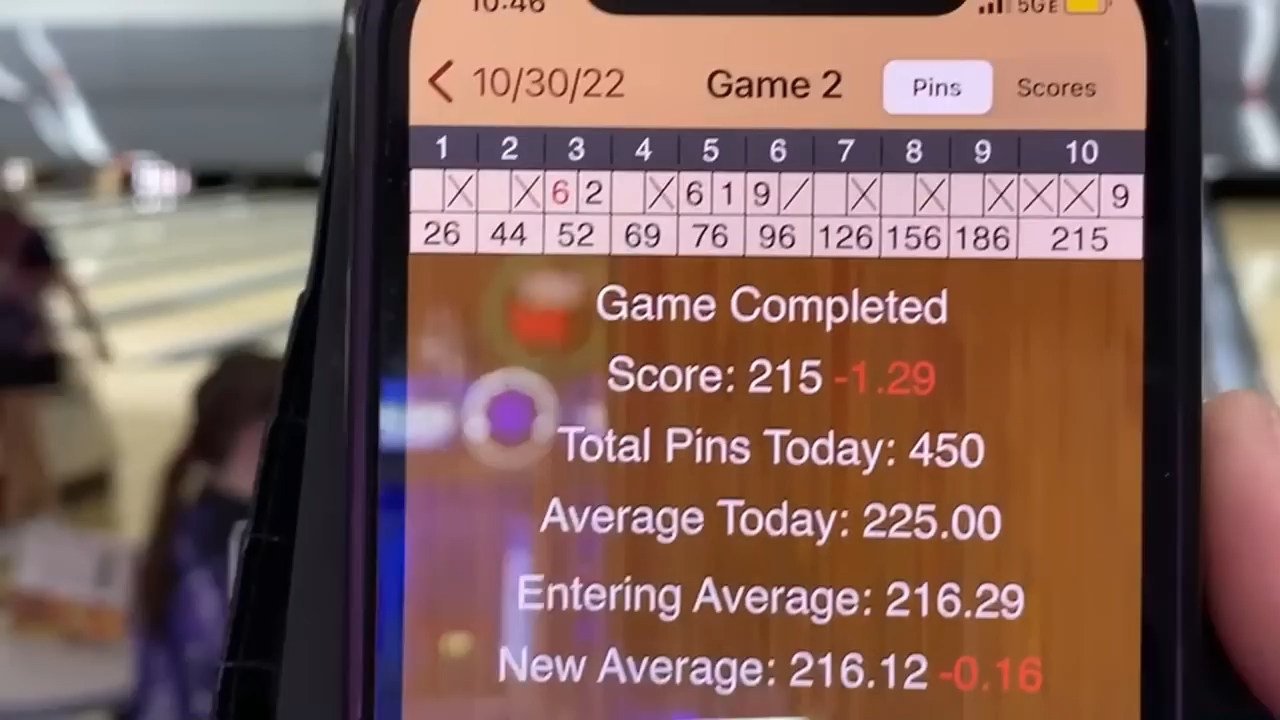 10:46 5GE
10/30/22 Game 2 Pins Scores
1 2 3 4 5 6 7 8 9 10
X X 6 2 X 6 1 9 / X X X X X 9
26 44 52 69 76 96 126 156 186 215
Game Completed
Score: 215 -1.29
Total Pins Today: 450
Average Today: 225.00
Entering Average: 216.29
New Average: 216.12 -0.16